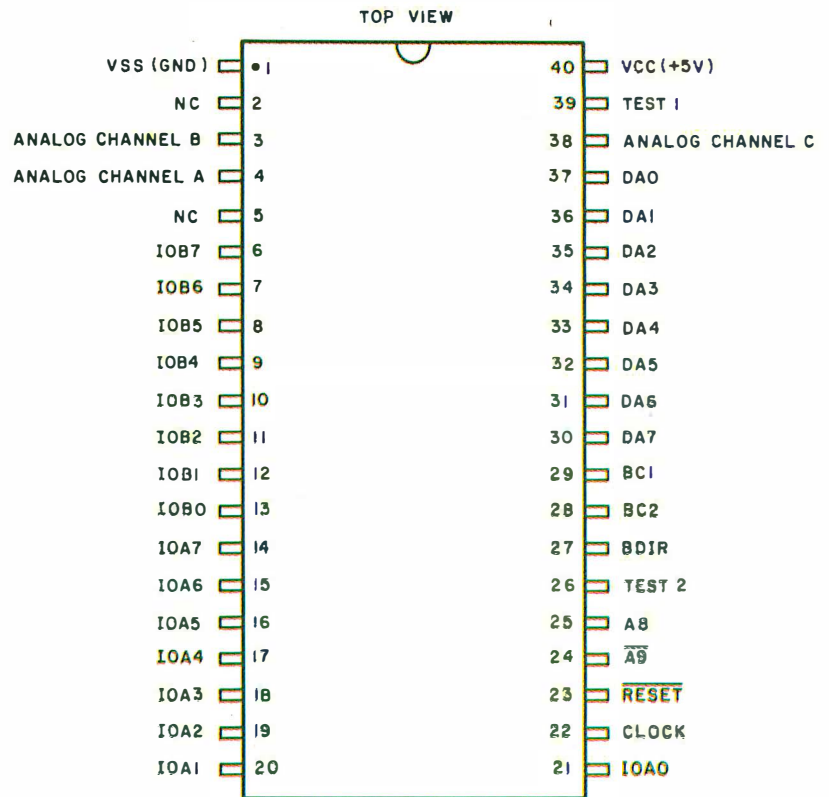 TOP VIEW
VSS (GND) 1 40 VCC (+5V)
NC 2 39 TEST 1
ANALOG CHANNEL B 3 38 ANALOG CHANNEL C
ANALOG CHANNEL A 4 37 DA0
NC 5 36 DA1
IOB7 6 35 DA2
IOB6 7 34 DA3
IOB5 8 33 DA4
IOB4 9 32 DA5
IOB3 10 31 DA6
IOB2 11 30 DA7
IOB1 12 29 BC1
IOB0 13 28 BC2
IOA7 14 27 BDIR
IOA6 15 26 TEST 2
IOA5 16 25 A8
IOA4 17 24 A̅9̅
IOA3 18 23 R̅E̅S̅E̅T̅
IOA2 19 22 CLOCK
IOA1 20 21 IOA0